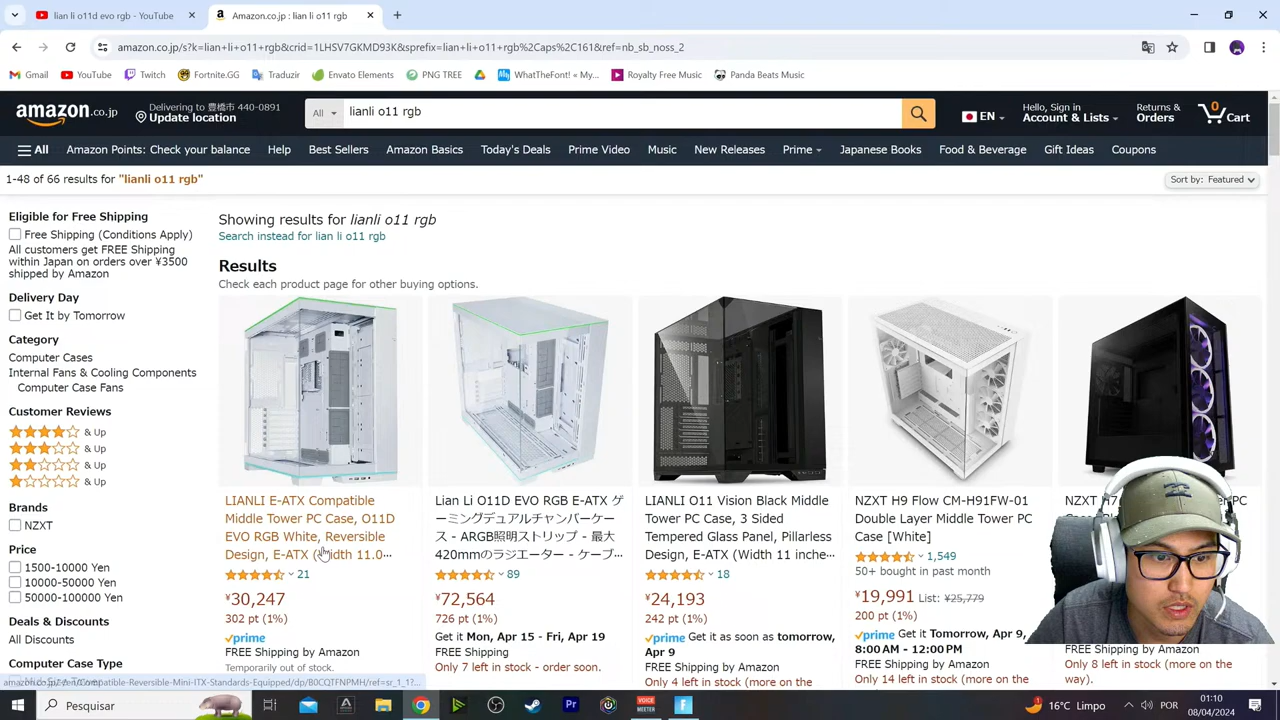 lian li o11d evo rgb - YouTube
Amazon.co.jp : lian li o11 rgb
amazon.co.jp/s?k=lian+li+o11+rgb&crid=1LHSV7GKMD93K&sprefix=lian+li+o11+rgb%2Caps%2C161&ref=nb_sb_noss_2
Gmail
YouTube
Twitch
Fortnite.GG
Traduzir
Envato Elements
PNG TREE
WhatTheFont! « My...
Royalty Free Music
Panda Beats Music
amazon.co.jp
Delivering to 豊橋市 440-0891
Update location
All
lianli o11 rgb
EN
Hello, Sign in
Account & Lists
Returns
& Orders
0
Cart
All
Amazon Points: Check your balance
Help
Best Sellers
Amazon Basics
Today's Deals
Prime Video
Music
New Releases
Prime
Japanese Books
Food & Beverage
Gift Ideas
Coupons
1-48 of 66 results for "lianli o11 rgb"
Sort by: Featured
Eligible for Free Shipping
Free Shipping (Conditions Apply)
All customers get FREE Shipping
within Japan on orders over ¥3500
shipped by Amazon
Delivery Day
Get It by Tomorrow
Category
Computer Cases
Internal Fans & Cooling Components
Computer Case Fans
Customer Reviews
& Up
& Up
& Up
& Up
Brands
NZXT
Price
1500-10000 Yen
10000-50000 Yen
50000-100000 Yen
Deals & Discounts
All Discounts
Computer Case Type
Showing results for lianli o11 rgb
Search instead for lian li o11 rgb
Results
Check each product page for other buying options.
LIANLI E-ATX Compatible
Middle Tower PC Case, O11D
EVO RGB White, Reversible
Design, E-ATX (Width 11.0…
21
¥30,247
302 pt (1%)
prime
FREE Shipping by Amazon
Temporarily out of stock.
Lian Li O11D EVO RGB E-ATX ゲ
ーミングデュアルチャンバーケー
ス - ARGB照明ストリップ - 最大
420mmのラジエーター - ケーブ…
89
¥72,564
726 pt (1%)
Get it Mon, Apr 15 - Fri, Apr 19
FREE Shipping
Only 7 left in stock - order soon.
LIANLI O11 Vision Black Middle
Tower PC Case, 3 Sided
Tempered Glass Panel, Pillarless
Design, E-ATX (Width 11 inche…
18
¥24,193
242 pt (1%)
prime Get it as soon as tomorrow,
Apr 9
FREE Shipping by Amazon
Only 4 left in stock (more on the
NZXT H9 Flow CM-H91FW-01
Double Layer Middle Tower PC
Case [White]
1,549
50+ bought in past month
¥19,991 List: ¥25,779
200 pt (1%)
prime Get it Tomorrow, Apr 9,
8:00 AM - 12:00 PM
FREE Shipping by Amazon
Only 14 left in stock (more on the
NZXT
PC
FREE Shipping by Amazon
Only 8 left in stock (more on the
way).
Pesquisar
VOICE
MEETER
Pr
16°C Limpo
POR
01:10
08/04/2024